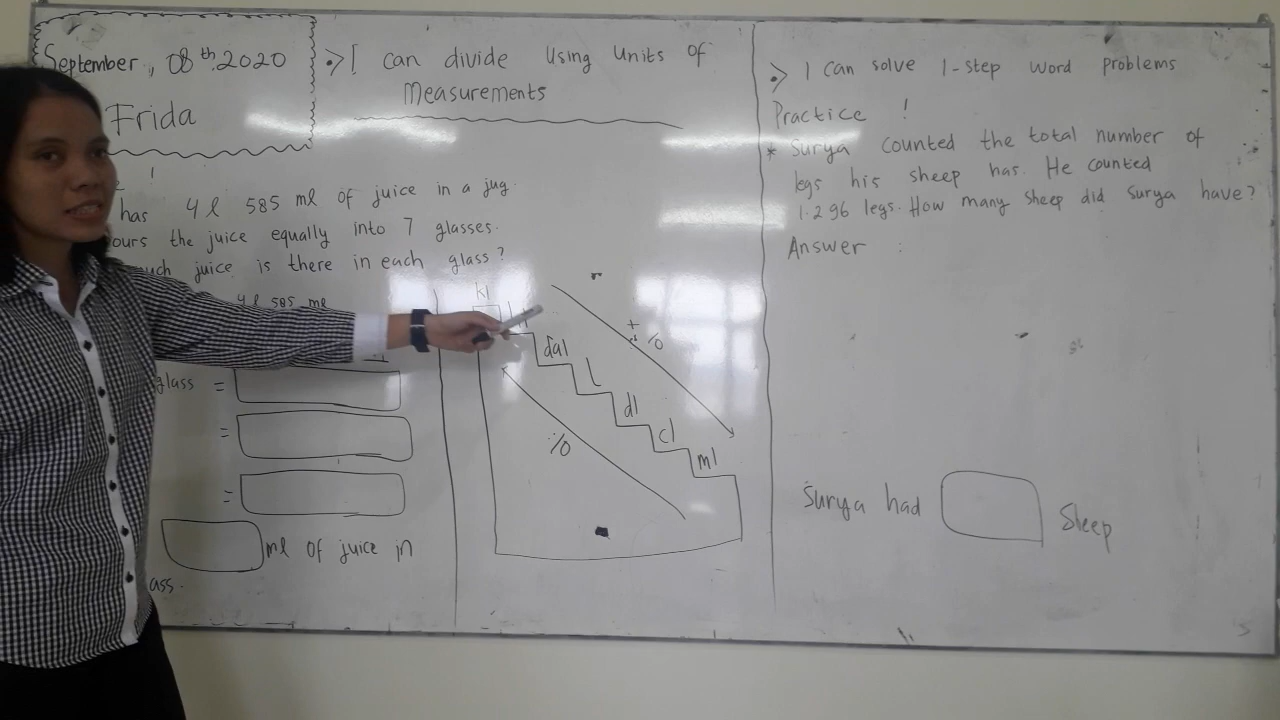 September, 08th, 2020
Frida
I can divide using units of
Measurements
has 4 l 585 ml of juice in a jug.
ours the juice equally into 7 glasses.
uch juice is there in each glass?
4 l 585 ml
glass =
=
=
ml of juice in
ass.
kl
dal
L
dl
cl
ml
I can solve 1-step word problems
Practice !
* Surya counted the total number of
legs his sheep has. He counted
1.296 legs. How many sheep did Surya have?
Answer :
Surya had Sleep